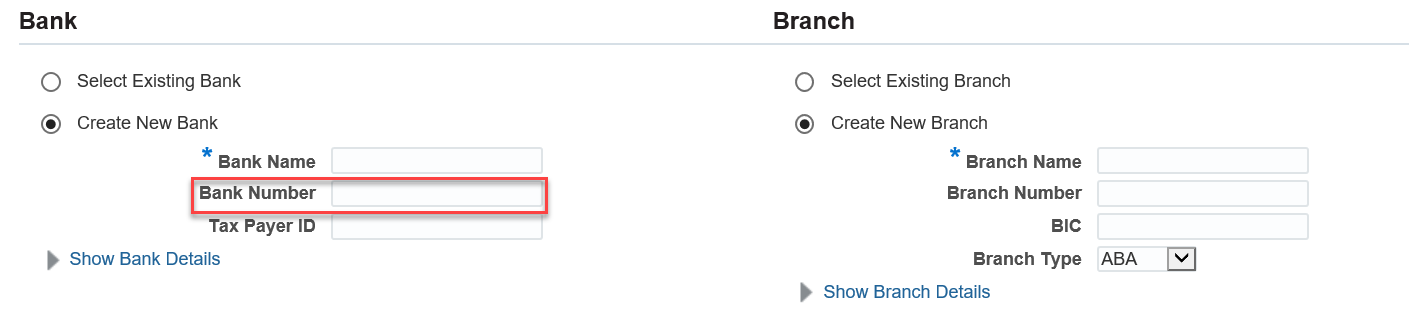 Bank
Select Existing Bank
Create New Bank
* Bank Name
Bank Number
Tax Payer ID
Show Bank Details
Branch
Select Existing Branch
Create New Branch
* Branch Name
Branch Number
BIC
Branch Type ABA
Show Branch Details